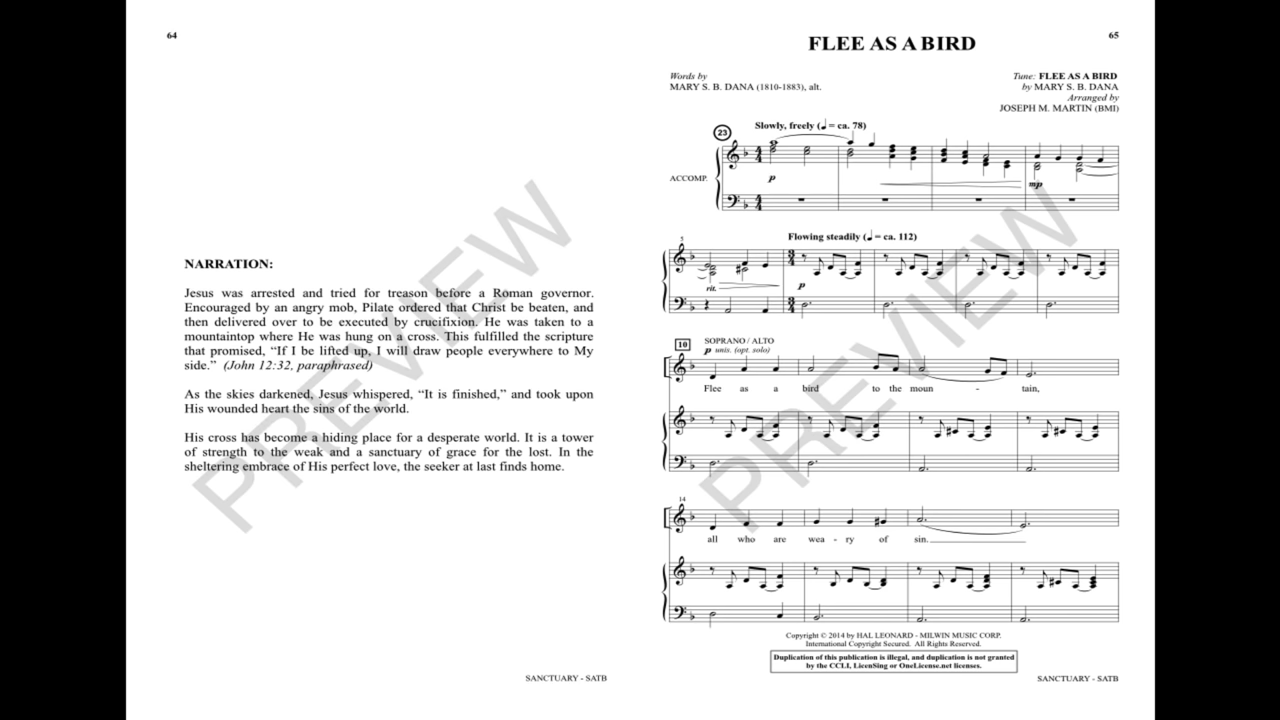 64
NARRATION:
Jesus was arrested and tried for treason before a Roman governor.
Encouraged by an angry mob, Pilate ordered that Christ be beaten, and
then delivered over to be executed by crucifixion. He was taken to a
mountaintop where He was hung on a cross. This fulfilled the scripture
that promised, “If I be lifted up, I will draw people everywhere to My
side.” (John 12:32, paraphrased)
As the skies darkened, Jesus whispered, “It is finished,” and took upon
His wounded heart the sins of the world.
His cross has become a hiding place for a desperate world. It is a tower
of strength to the weak and a sanctuary of grace for the lost. In the
sheltering embrace of His perfect love, the seeker at last finds home.
PREVIEW
SANCTUARY - SATB
65
FLEE AS A BIRD
Words by
MARY S. B. DANA (1810-1883), alt.
Tune: FLEE AS A BIRD
by MARY S. B. DANA
Arranged by
JOSEPH M. MARTIN (BMI)
23
Slowly, freely (♩ = ca. 78)
ACCOMP.
p
mp
5
Flowing steadily (♩ = ca. 112)
rit.
p
10
SOPRANO / ALTO
p unis. (opt. solo)
Flee as a bird to the moun - tain,
14
all who are wea - ry of sin.
PREVIEW
Copyright © 2014 by HAL LEONARD - MILWIN MUSIC CORP.
International Copyright Secured. All Rights Reserved.
Duplication of this publication is illegal, and duplication is not granted
by the CCLI, LicenSing or OneLicense.net licenses.
SANCTUARY - SATB